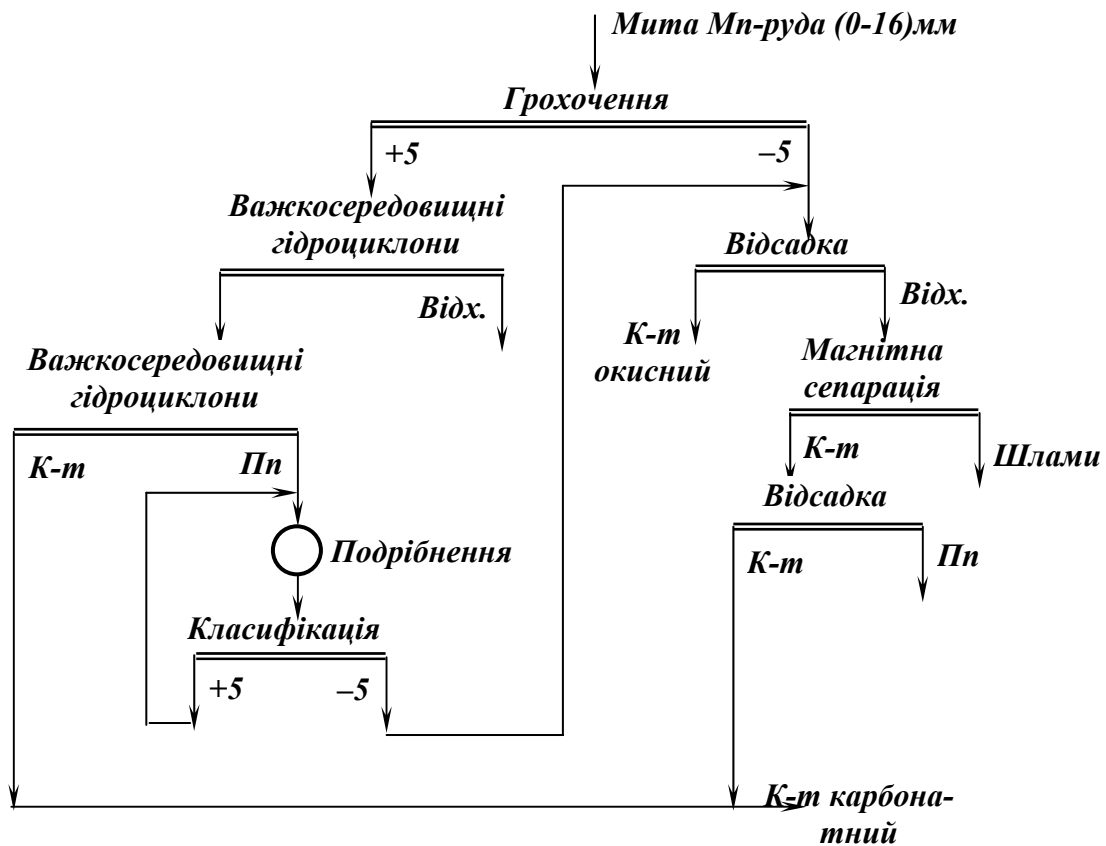 Мита Мn-руда (0-16)мм
Грохочення
+5
–5
Важкосередовищні
гідроциклони
Відсадка
Відх.
Відх.
К-т
окисний
Магнітна
сепарація
Важкосередовищні
гідроциклони
К-т
Пп
К-т
Шлами
Відсадка
К-т
Пп
Подрібнення
Класифікація
+5
–5
К-т карбона-
тний